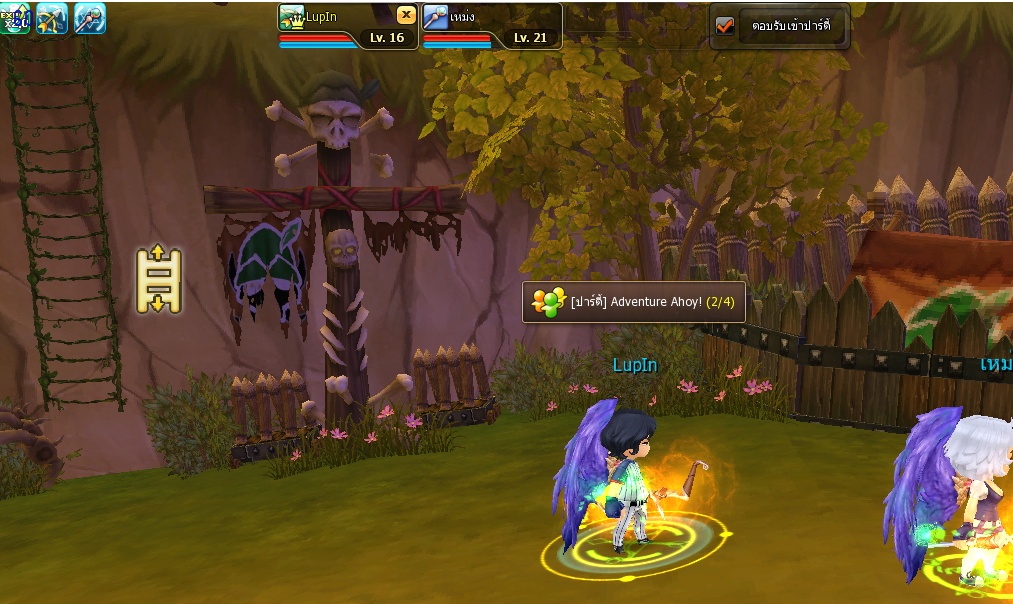 EXP
x20
LupIn
Lv. 16
เหม่ง
Lv. 21
ตอบรับเข้าปาร์ตี้
[ปาร์ตี้] Adventure Ahoy! (2/4)
LupIn
เหม